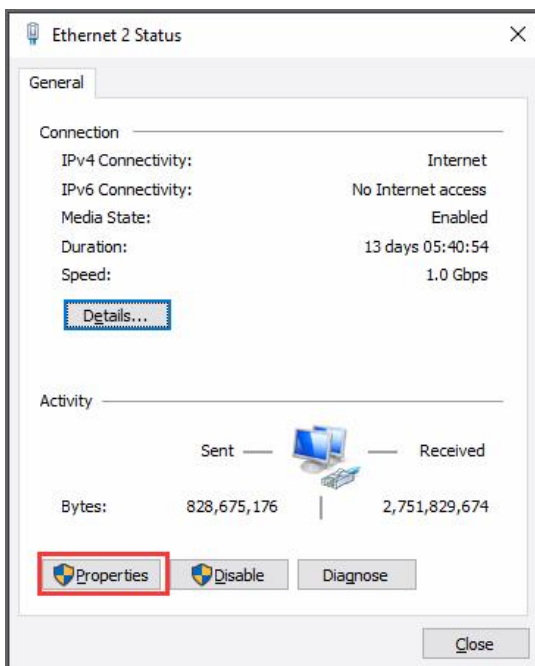 Ethernet 2 Status
General
Connection
IPv4 Connectivity: Internet
IPv6 Connectivity: No Internet access
Media State: Enabled
Duration: 13 days 05:40:54
Speed: 1.0 Gbps
Details...
Activity
Sent Received
Bytes: 828,675,176 2,751,829,674
Properties Disable Diagnose
Close